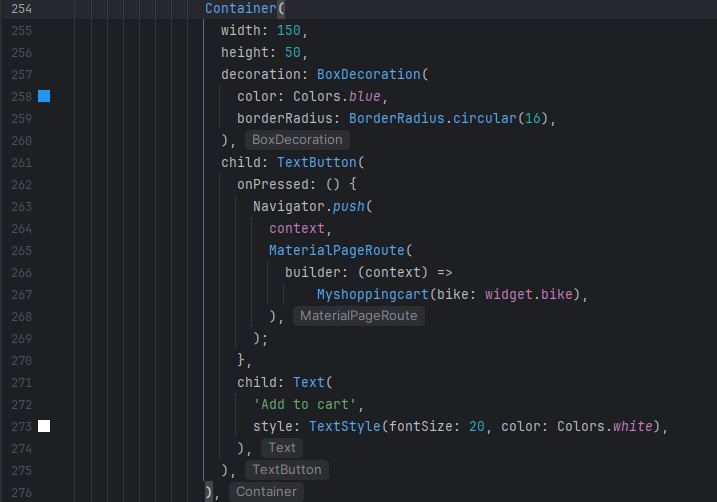 254 Container(
255 width: 150,
256 height: 50,
257 decoration: BoxDecoration(
258 color: Colors.blue,
259 borderRadius: BorderRadius.circular(16),
260 ), BoxDecoration
261 child: TextButton(
262 onPressed: () {
263 Navigator.push(
264 context,
265 MaterialPageRoute(
266 builder: (context) =>
267 Myshoppingcart(bike: widget.bike),
268 ), MaterialPageRoute
269 );
270 },
271 child: Text(
272 'Add to cart',
273 style: TextStyle(fontSize: 20, color: Colors.white),
274 ), Text
275 ), TextButton
276 ), Container